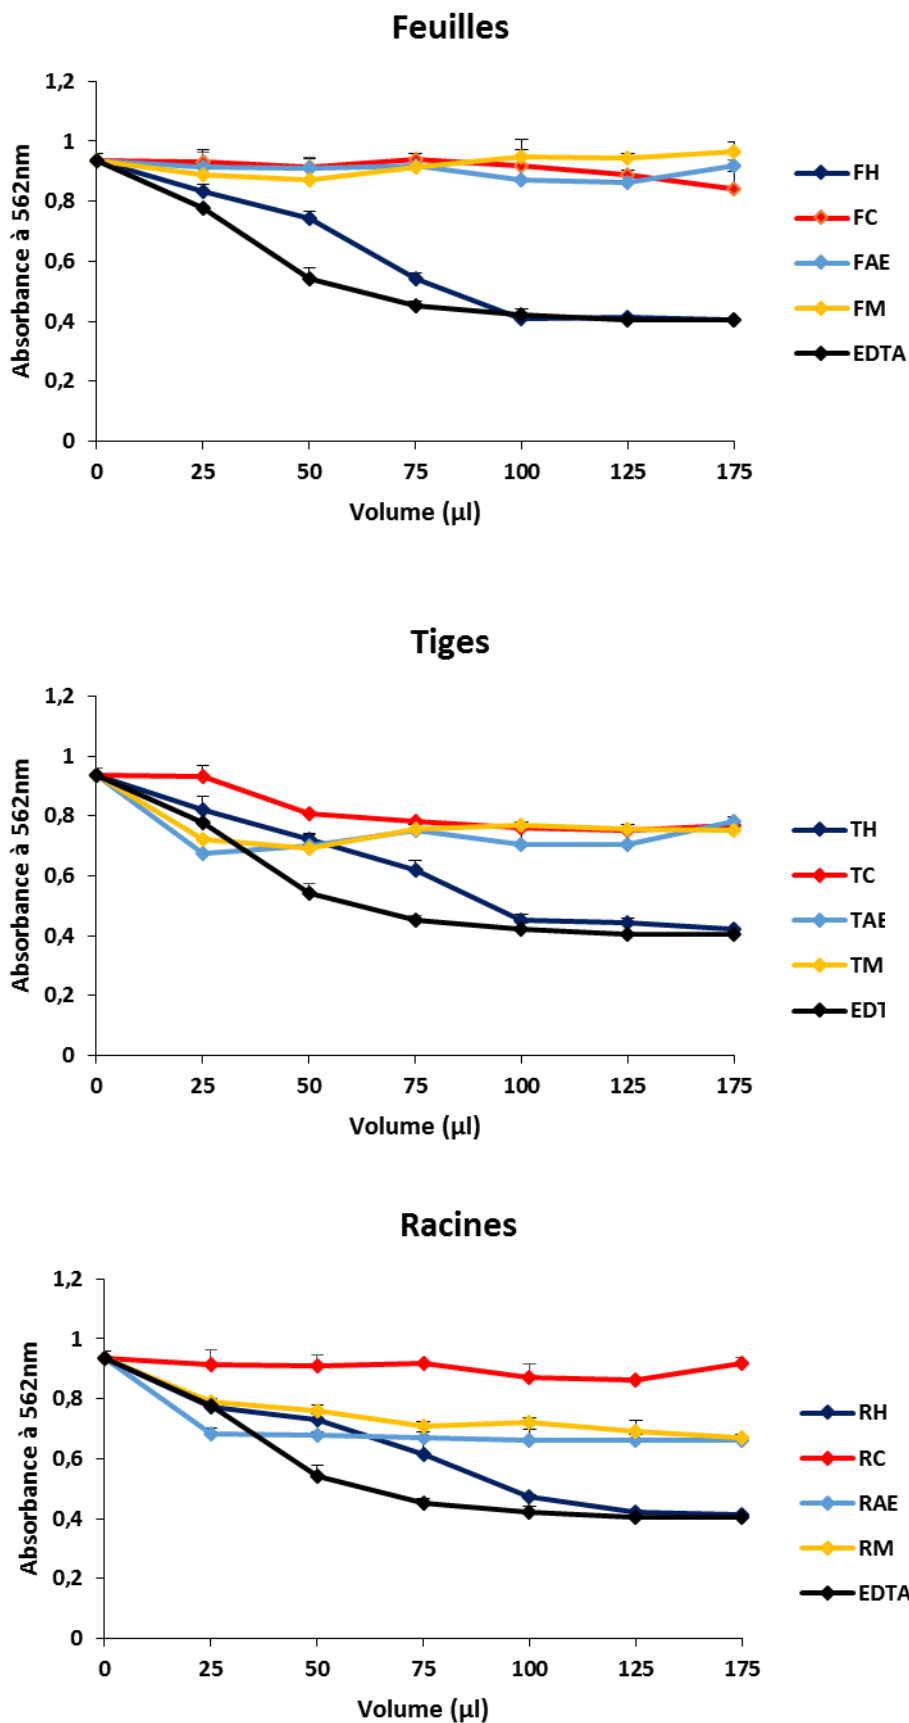 Feuilles
Absorbance à 562nm
1,2
1
0,8
0,6
0,4
0,2
0
0 25 50 75 100 125 175
Volume (µl)
FH
FC
FAE
FM
EDTA
Tiges
Absorbance à 562nm
1,2
1
0,8
0,6
0,4
0,2
0
0 25 50 75 100 125 175
Volume (µl)
TH
TC
TAE
TM
EDT
Racines
Absorbance à 562nm
1,2
1
0,8
0,6
0,4
0,2
0
0 25 50 75 100 125 175
Volume (µl)
RH
RC
RAE
RM
EDTA